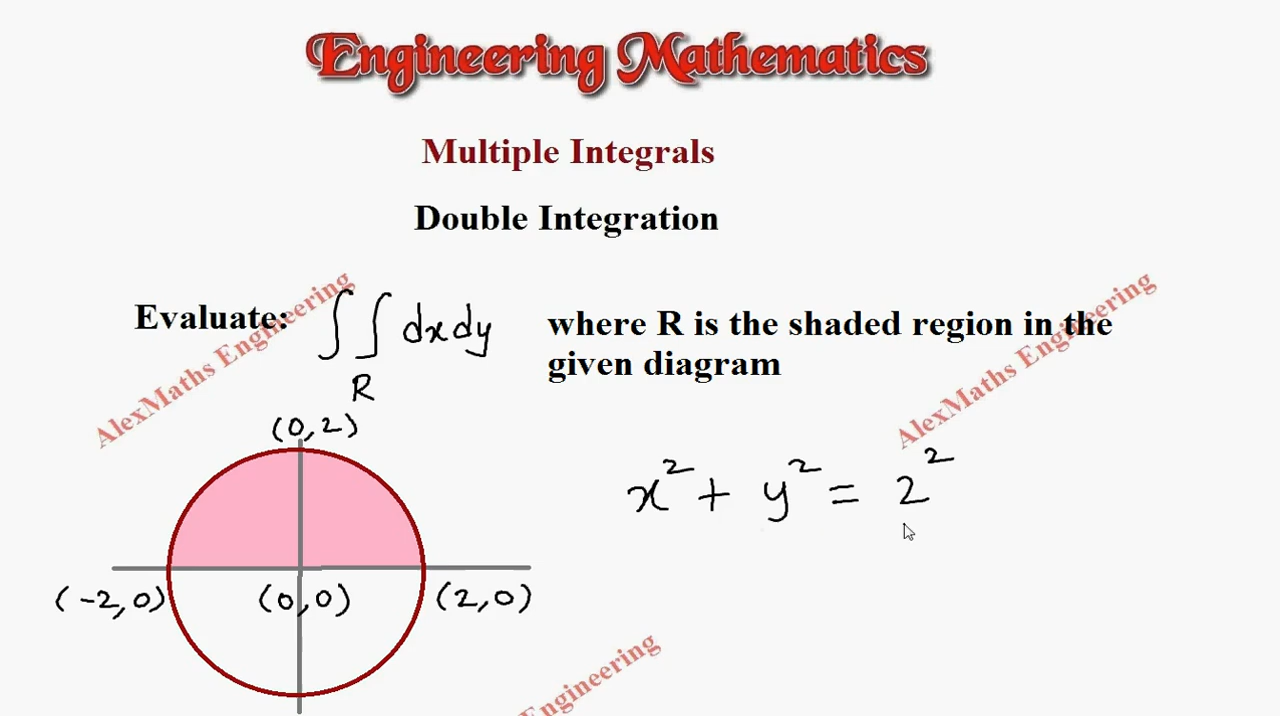 Engineering Mathematics
Multiple Integrals
Double Integration
Evaluate: ∫∫ dxdy where R is the shaded region in the
R
given diagram
AlexMaths Engineering
AlexMaths Engineering
(0,2)
x² + y² = 2²
(-2,0) (0,0) (2,0)
Engineering